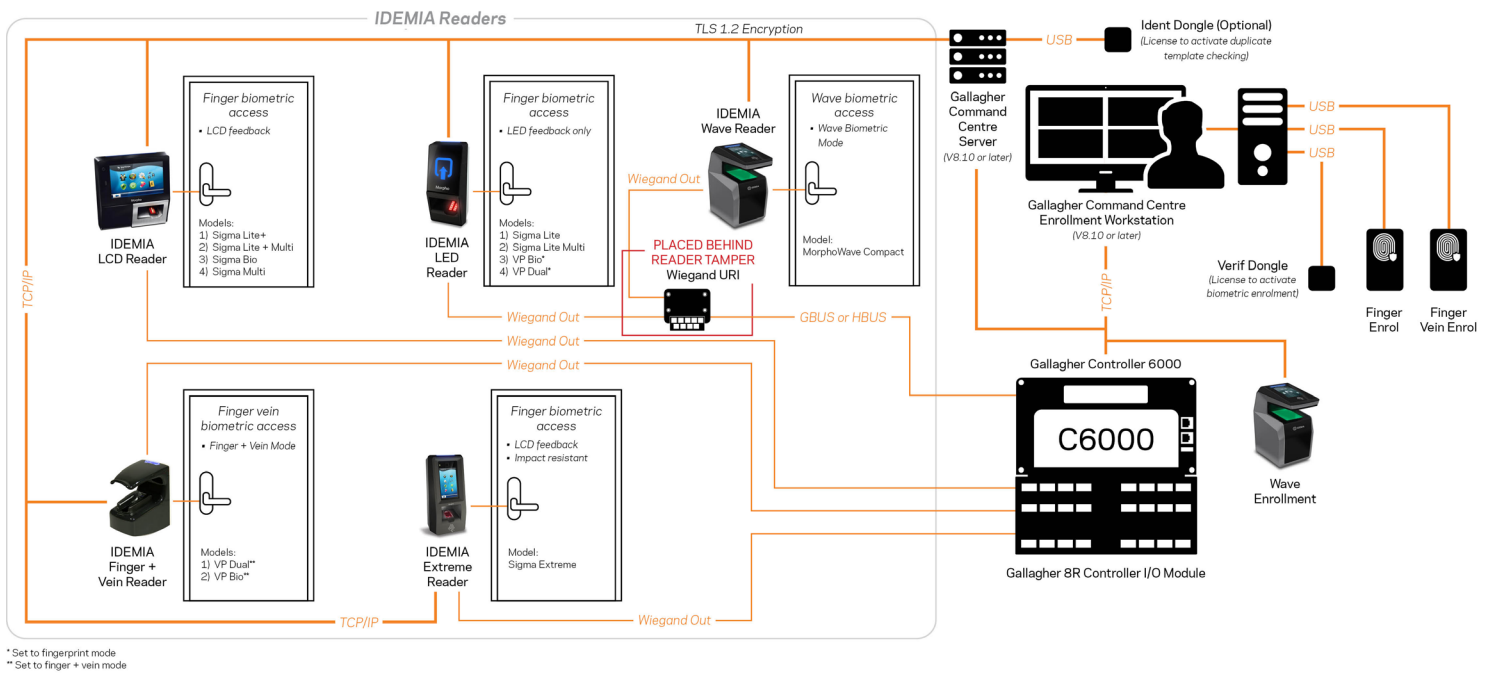 IDEMIA Readers
TLS 1.2 Encryption
USB
Ident Dongle (Optional)
(License to activate duplicate
template checking)
Finger biometric
access
▪ LCD feedback
Models:
1) Sigma Lite+
2) Sigma Lite + Multi
3) Sigma Bio
4) Sigma Multi
IDEMIA
LCD Reader
Finger biometric
access
▪ LED feedback only
Models:
1) Sigma Lite
2) Sigma Lite Multi
3) VP Bio*
4) VP Dual*
Morpho
IDEMIA
LED
Reader
IDEMIA
Wave Reader
Wave biometric
access
▪ Wave Biometric
Mode
Model:
MorphoWave Compact
Wiegand Out
PLACED BEHIND
READER TAMPER
Wiegand URI
Gallagher
Command
Centre
Server
(V8.10 or later)
Gallagher Command Centre
Enrollment Workstation
(V8.10 or later)
USB
USB
USB
Verif Dongle
(License to activate
biometric enrolment)
Finger
Enrol
Finger
Vein Enrol
TCP/IP
TCP/IP
Wiegand Out
GBUS or HBUS
Wiegand Out
Wiegand Out
Gallagher Controller 6000
C6000
Gallagher 8R Controller I/O Module
Wave
Enrollment
Finger vein
biometric access
▪ Finger + Vein Mode
Models:
1) VP Dual**
2) VP Bio**
IDEMIA
Finger +
Vein Reader
Finger biometric
access
▪ LCD feedback
▪ Impact resistant
Model:
Sigma Extreme
IDEMIA
Extreme
Reader
TCP/IP
Wiegand Out
* Set to fingerprint mode
** Set to finger + vein mode